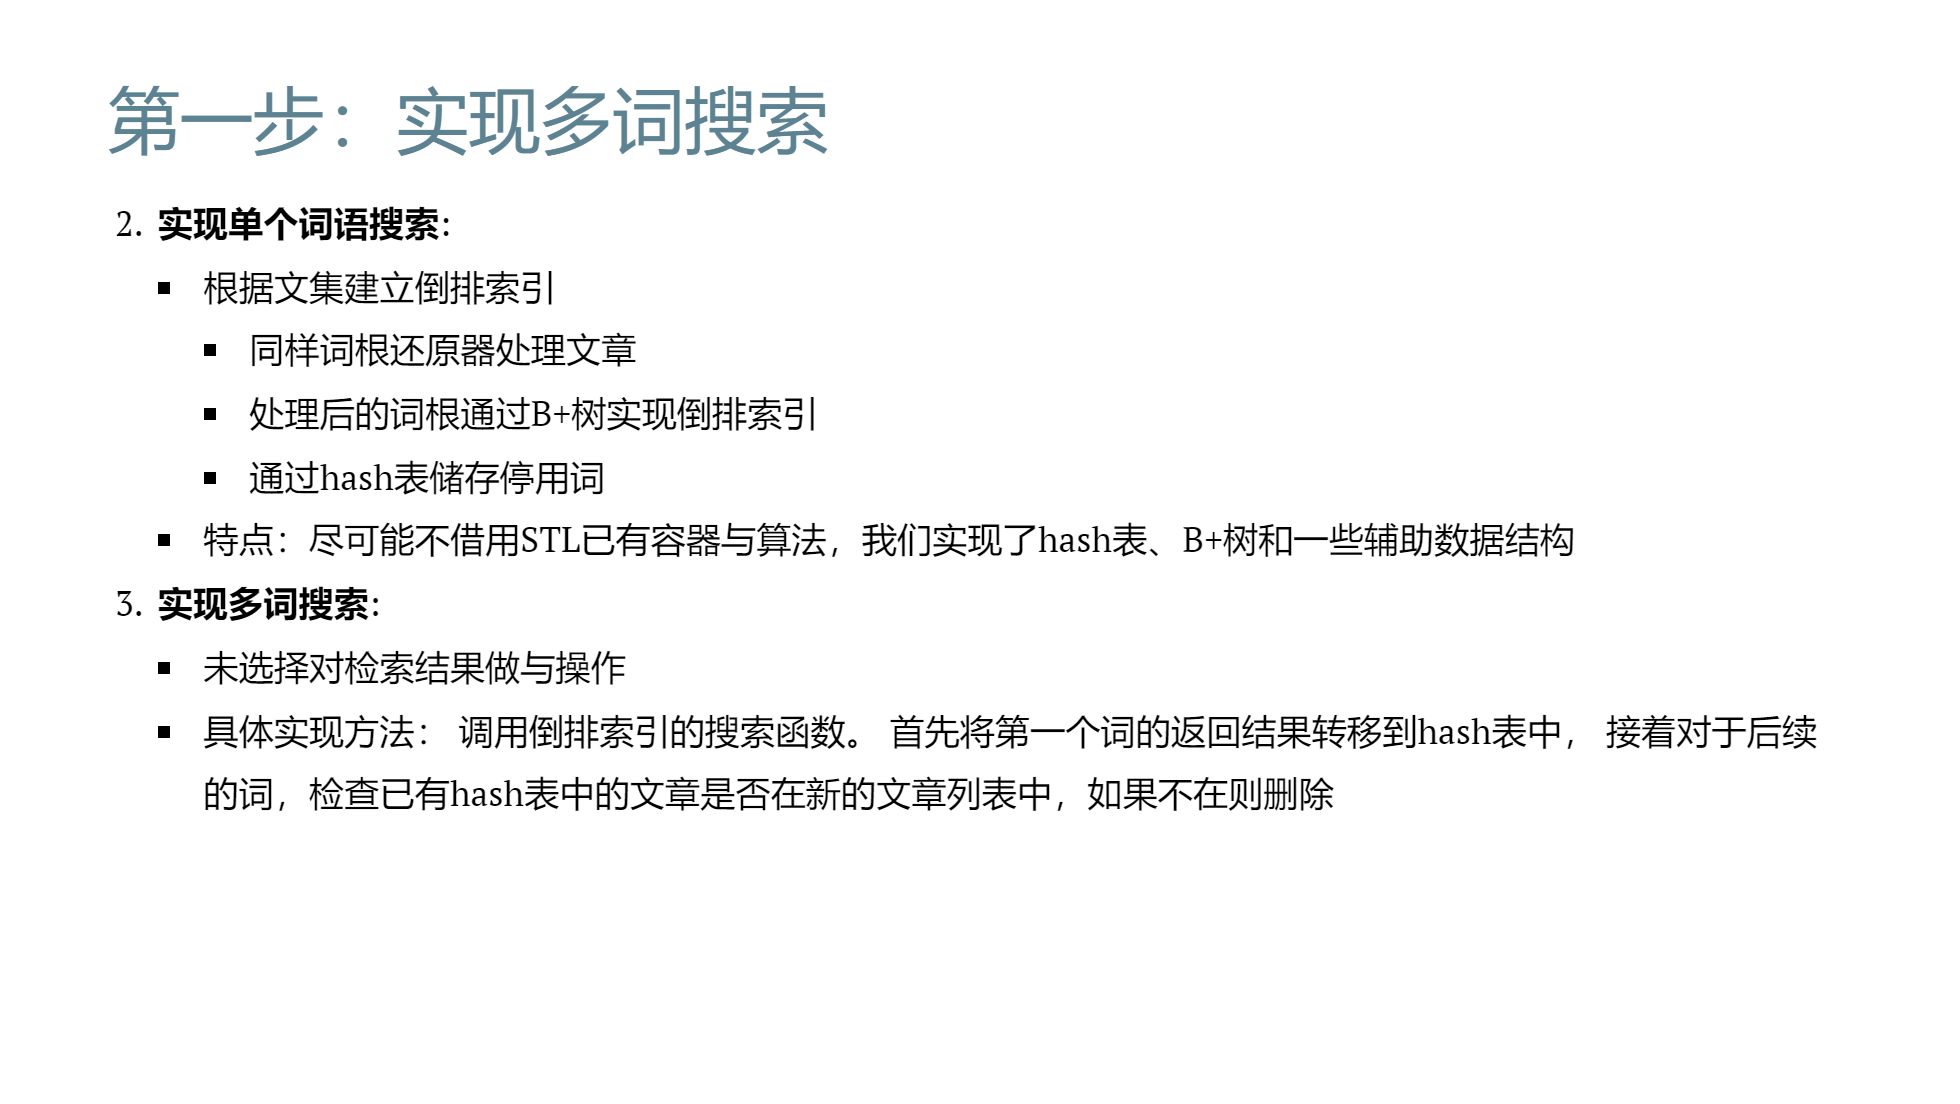 第一步：实现多词搜索
2. 实现单个词语搜索：
▪ 根据文集建立倒排索引
▪ 同样词根还原器处理文章
▪ 处理后的词根通过B+树实现倒排索引
▪ 通过hash表储存停用词
▪ 特点：尽可能不借用STL已有容器与算法，我们实现了hash表、B+树和一些辅助数据结构
3. 实现多词搜索：
▪ 未选择对检索结果做与操作
▪ 具体实现方法： 调用倒排索引的搜索函数。 首先将第一个词的返回结果转移到hash表中， 接着对于后续
的词，检查已有hash表中的文章是否在新的文章列表中，如果不在则删除